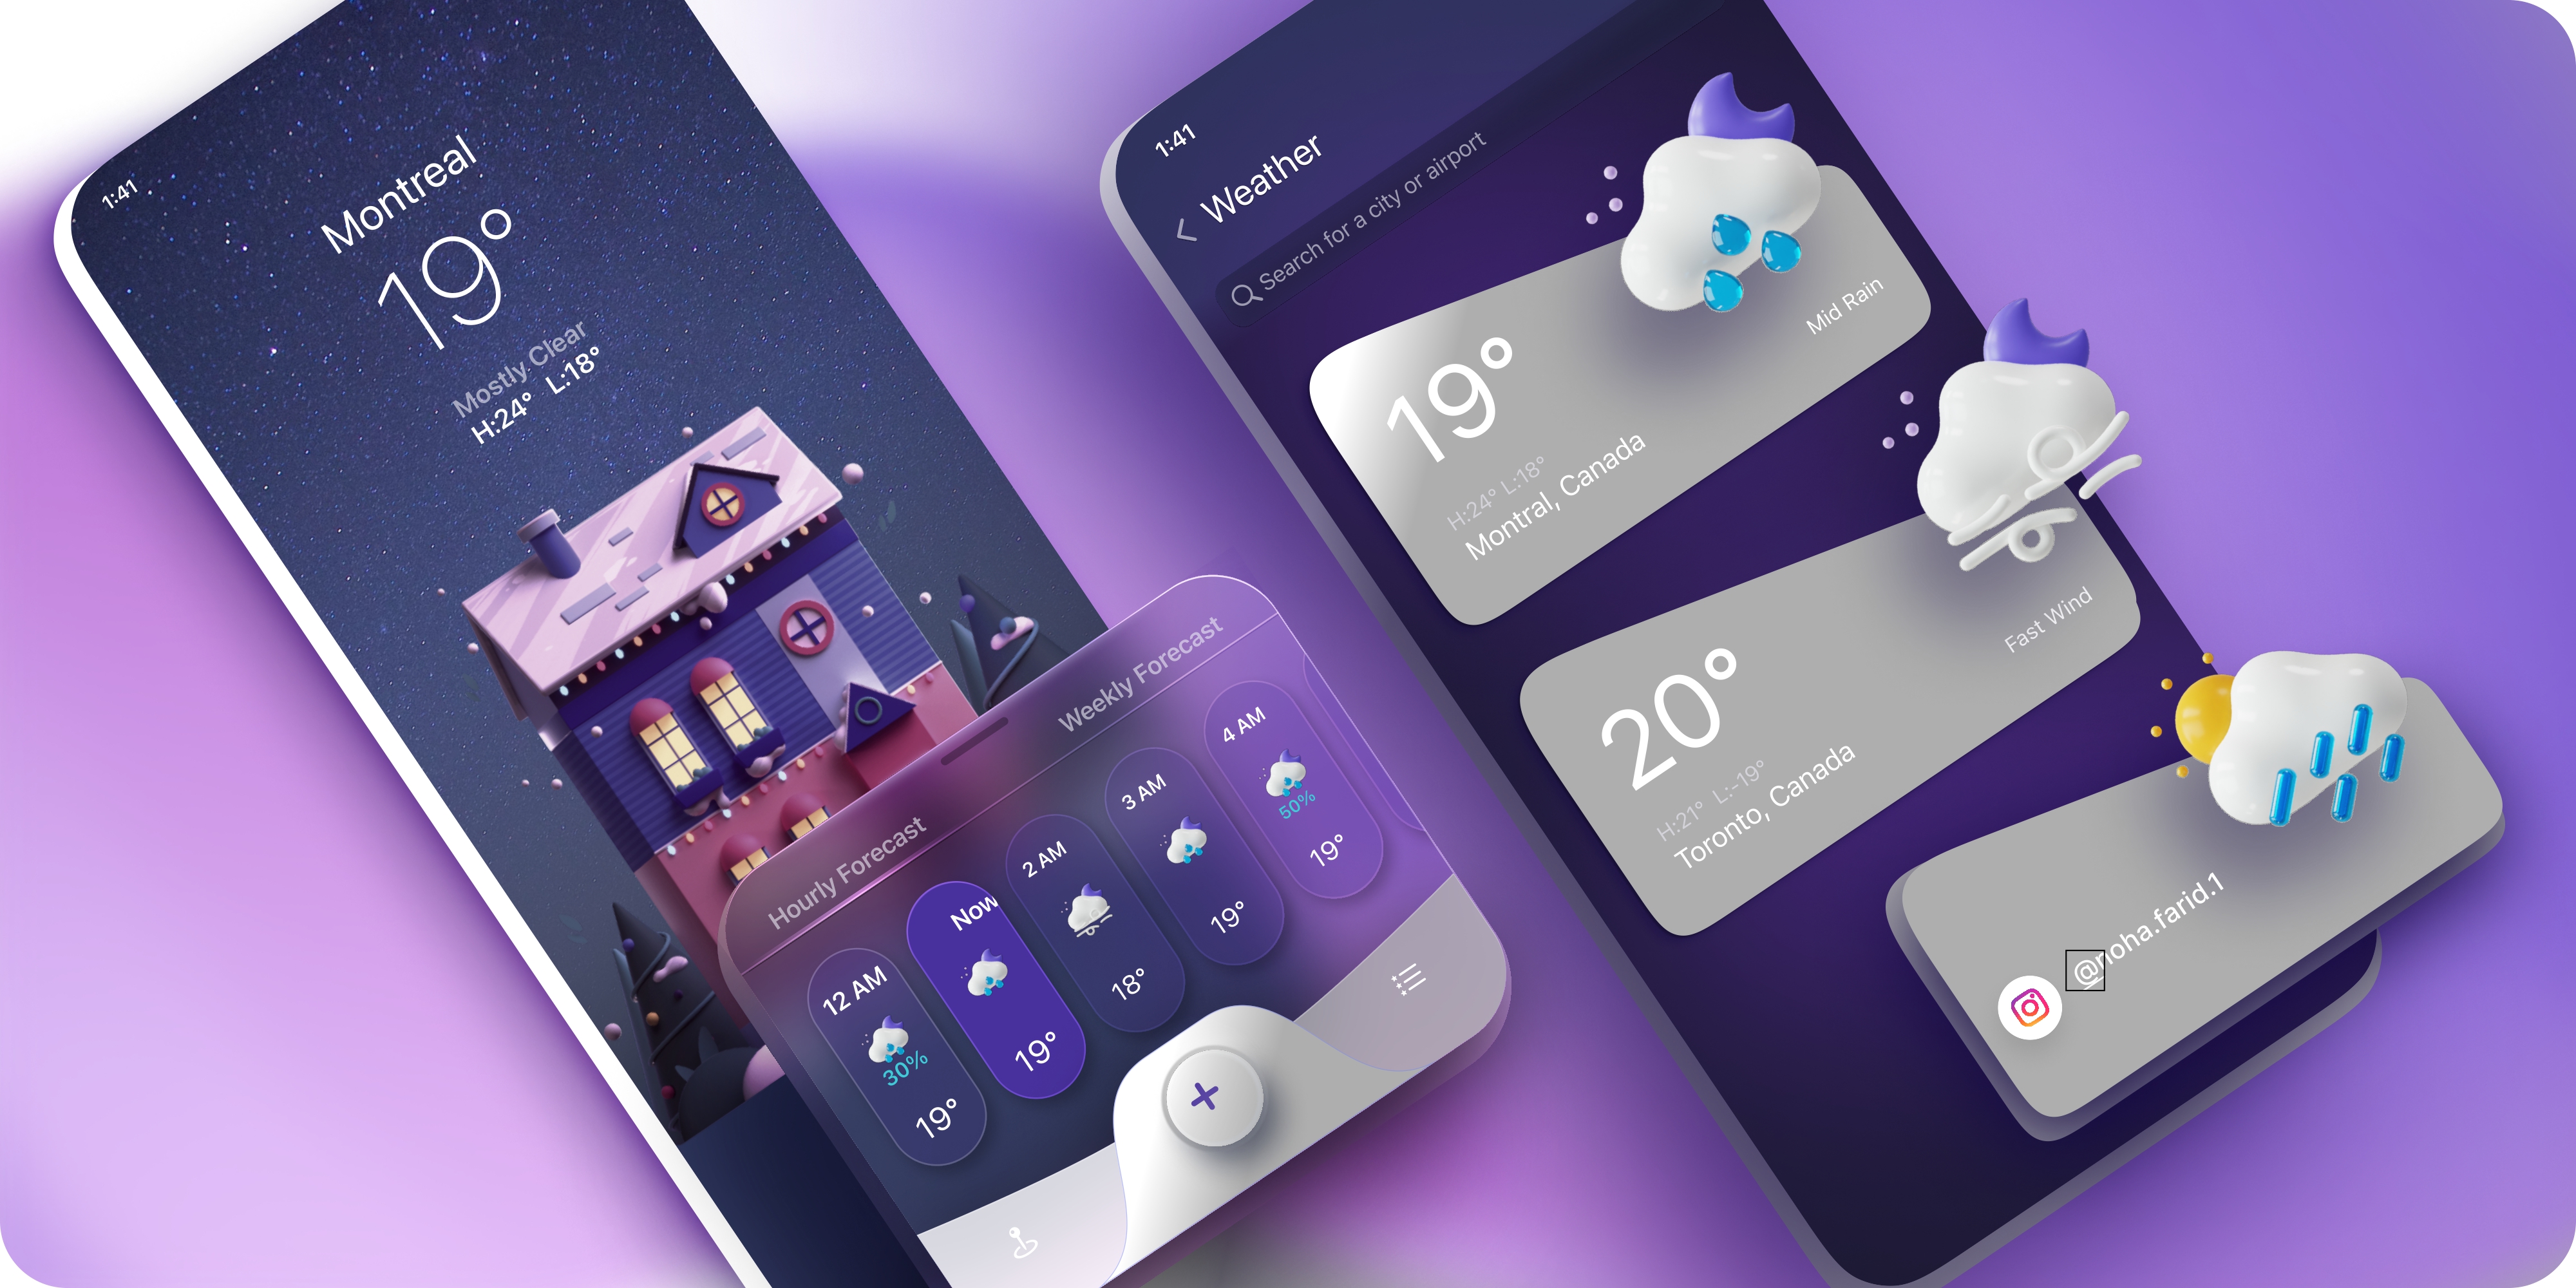 1:41
Montreal
19°
Mostly Clear
H:24° L:18°
Hourly Forecast
Weekly Forecast
12 AM
30%
19°
Now
19°
2 AM
18°
3 AM
19°
4 AM
50%
19°
1:41
Weather
Search for a city or airport
19°
H:24° L:18°
Montral, Canada
Mid Rain
20°
H:21° L:-19°
Toronto, Canada
Fast Wind
@noha.farid.1